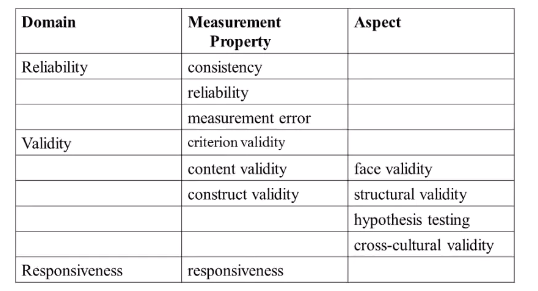 Domain Measurement Property Aspect
Reliability consistency
reliability
measurement error
Validity criterion validity
content validity face validity
construct validity structural validity
hypothesis testing
cross-cultural validity
Responsiveness responsiveness